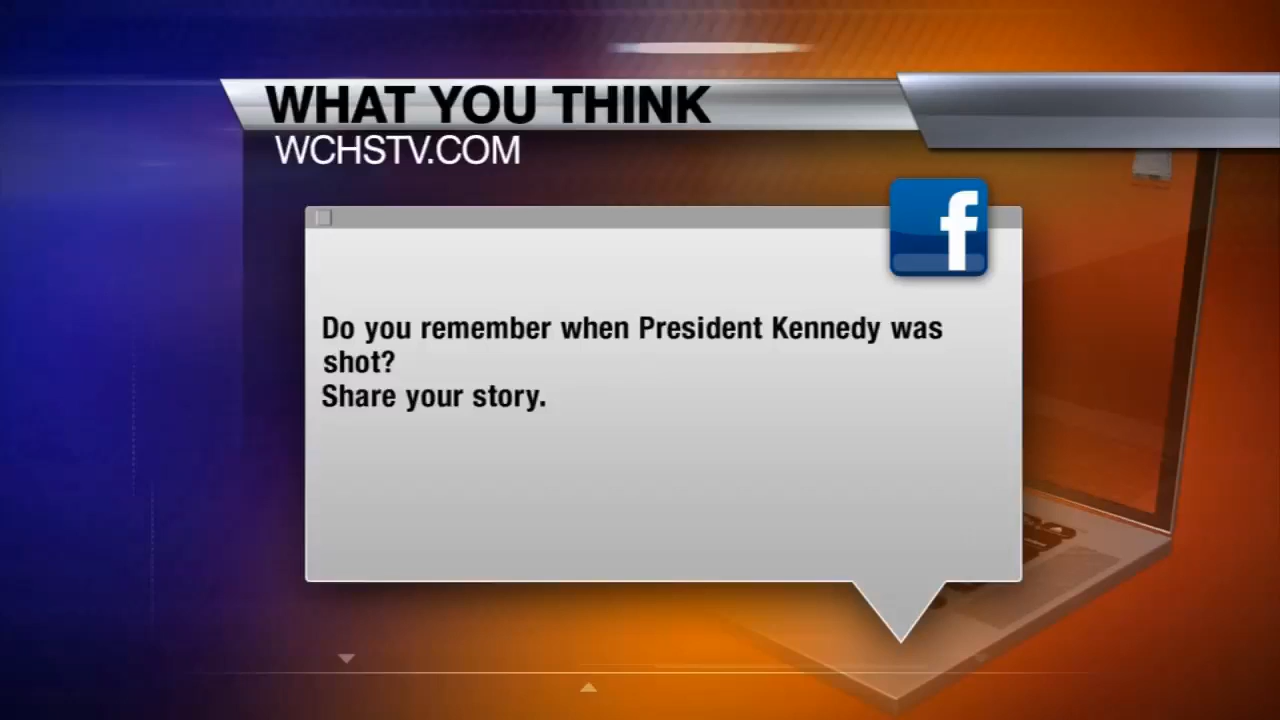 WHAT YOU THINK
WCHSTV.COM
f
Do you remember when President Kennedy was
shot?
Share your story.